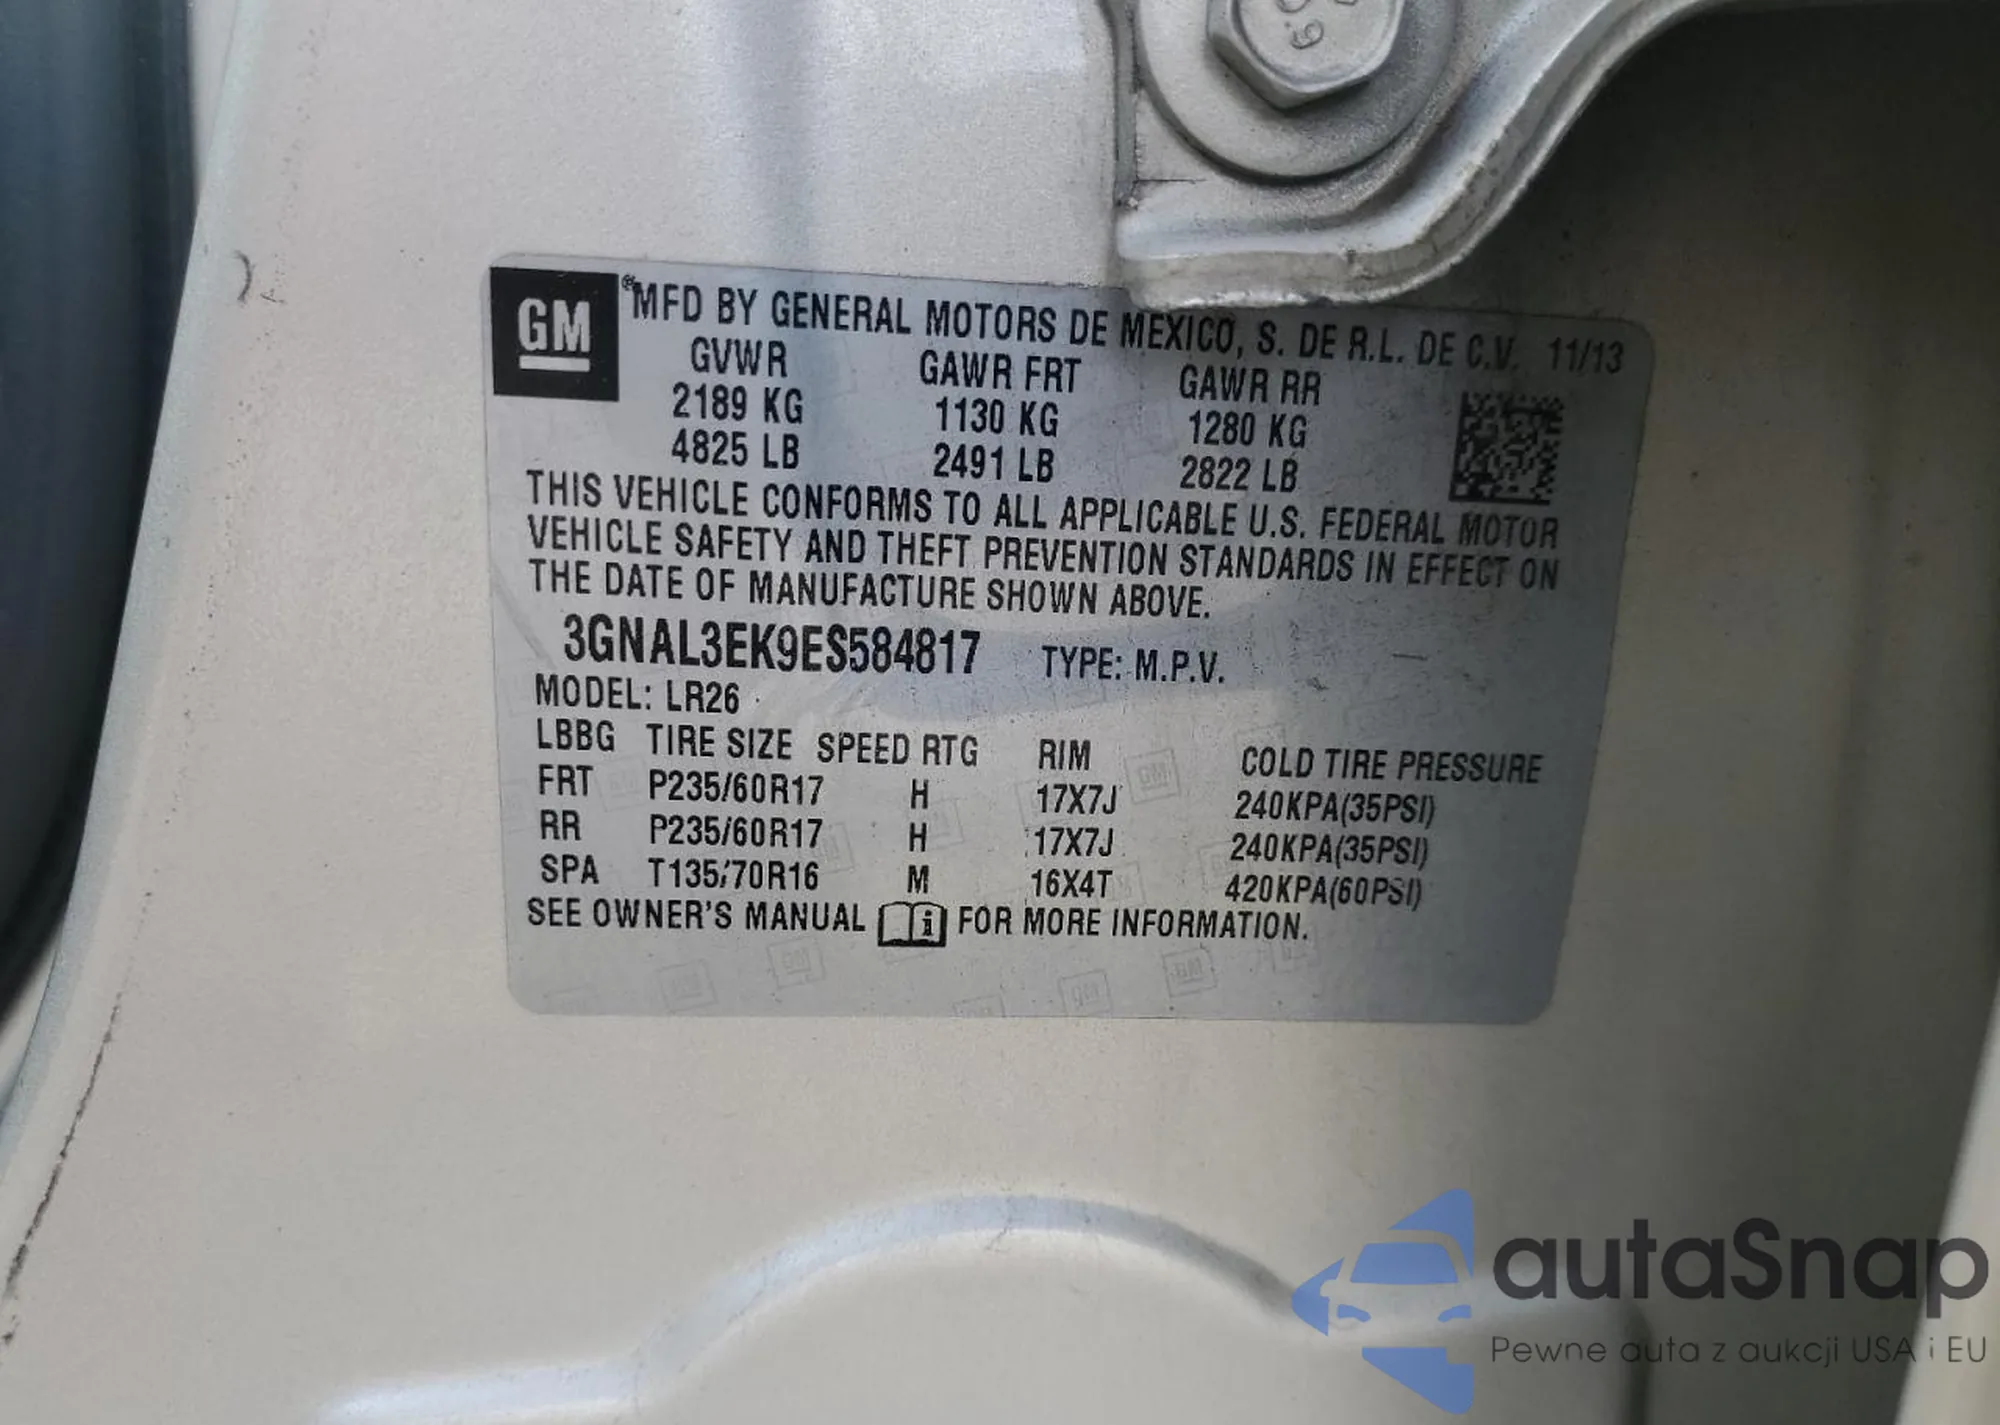 GM
® MFD BY GENERAL MOTORS DE MEXICO, S. DE R.L. DE C.V. 11/13
GVWR GAWR FRT GAWR RR
2189 KG 1130 KG 1280 KG
4825 LB 2491 LB 2822 LB
THIS VEHICLE CONFORMS TO ALL APPLICABLE U.S. FEDERAL MOTOR
VEHICLE SAFETY AND THEFT PREVENTION STANDARDS IN EFFECT ON
THE DATE OF MANUFACTURE SHOWN ABOVE.
3GNAL3EK9ES584817 TYPE: M.P.V.
MODEL: LR26
LBBG TIRE SIZE SPEED RTG RIM COLD TIRE PRESSURE
FRT P235/60R17 H 17X7J 240KPA(35PSI)
RR P235/60R17 H 17X7J 240KPA(35PSI)
SPA T135/70R16 M 16X4T 420KPA(60PSI)
SEE OWNER'S MANUAL i FOR MORE INFORMATION.
autaSnap
Pewne auta z aukcji USA i EU